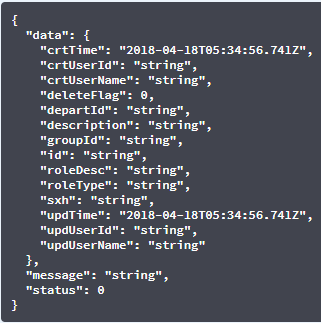 {
  "data": {
    "crtTime": "2018-04-18T05:34:56.741Z",
    "crtUserId": "string",
    "crtUserName": "string",
    "deleteFlag": 0,
    "departId": "string",
    "description": "string",
    "groupId": "string",
    "id": "string",
    "roleDesc": "string",
    "roleType": "string",
    "sxh": "string",
    "updTime": "2018-04-18T05:34:56.741Z",
    "updUserId": "string",
    "updUserName": "string"
  },
  "message": "string",
  "status": 0
}